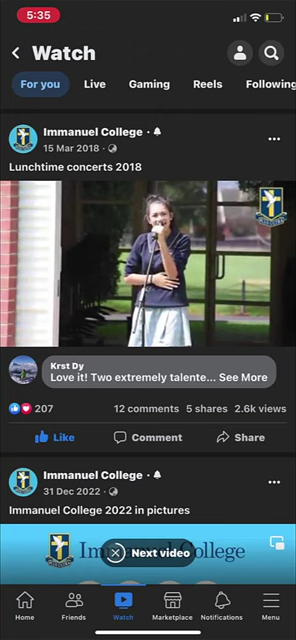 5:35
Watch
For you Live Gaming Reels Following
Immanuel College ·
15 Mar 2018 ·
Lunchtime concerts 2018
Krst Dy
Love it! Two extremely talente... See More
207 12 comments 5 shares 2.6k views
Like Comment Share
Immanuel College ·
31 Dec 2022 ·
Immanuel College 2022 in pictures
Next video
College
Home Friends Watch Marketplace Notifications Menu